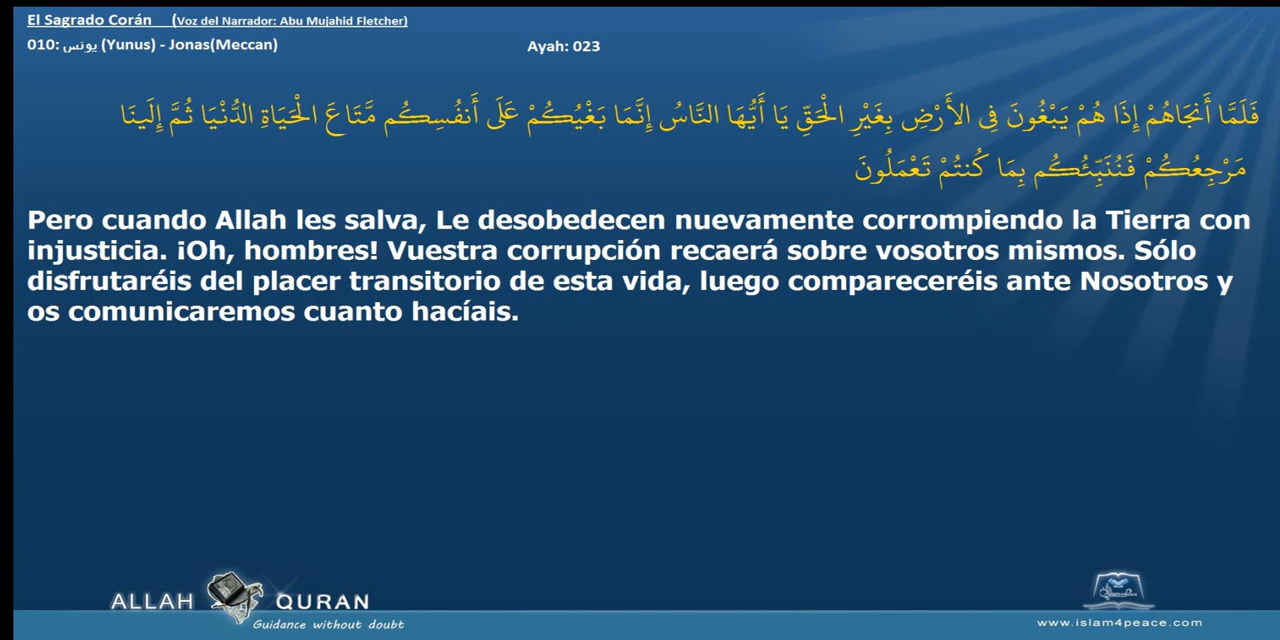 El Sagrado Corán (Voz del Narrador: Abu Mujahid Fletcher)
010: يونس (Yunus) - Jonas(Meccan) Ayah: 023
فَلَمَّا أَنجَاهُمْ إِذَا هُمْ يَبْغُونَ فِي الأَرْضِ بِغَيْرِ الْحَقِّ يَا أَيُّهَا النَّاسُ إِنَّمَا بَغْيُكُمْ عَلَى أَنفُسِكُم مَّتَاعَ الْحَيَاةِ الدُّنْيَا ثُمَّ إِلَينَا
مَرْجِعُكُمْ فَنُنَبِّئُكُم بِمَا كُنتُمْ تَعْمَلُونَ
Pero cuando Allah les salva, Le desobedecen nuevamente corrompiendo la Tierra con
injusticia. ¡Oh, hombres! Vuestra corrupción recaerá sobre vosotros mismos. Sólo
disfrutaréis del placer transitorio de esta vida, luego compareceréis ante Nosotros y
os comunicaremos cuanto hacíais.
ALLAH QURAN
Guidance without doubt
www.islam4peace.com